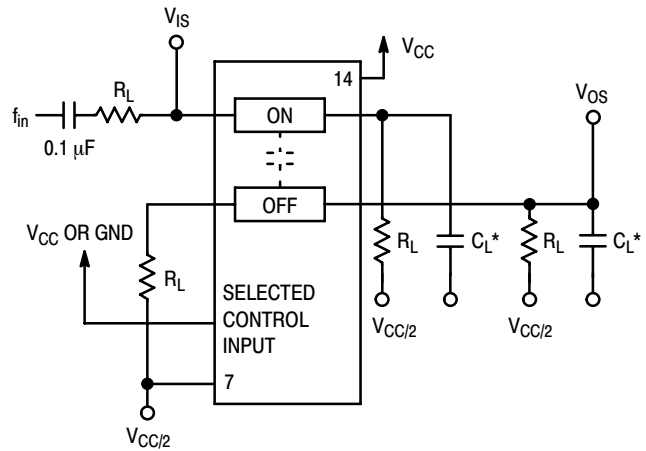 V_IS
V_CC
14
R_L
f_in
ON
V_OS
0.1 µF
OFF
V_CC OR GND
R_L
R_L
C_L*
R_L
C_L*
SELECTED
CONTROL
INPUT
V_CC/2
V_CC/2
7
V_CC/2